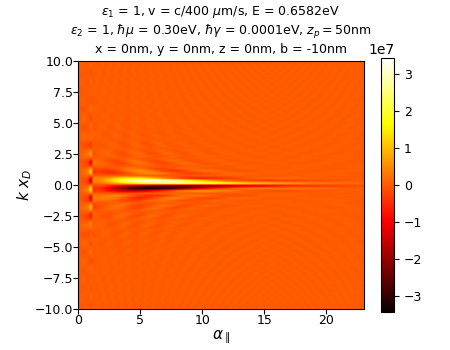 ε₁ = 1, v = c/400 μm/s, E = 0.6582eV
ε₂ = 1, ħμ = 0.30eV, ħγ = 0.0001eV, zₚ = 50nm
x = 0nm, y = 0nm, z = 0nm, b = -10nm
1e7
10.0
7.5
5.0
2.5
0.0
−2.5
−5.0
−7.5
−10.0
k x_D
0 5 10 15 20
α_∥
3
2
1
0
−1
−2
−3